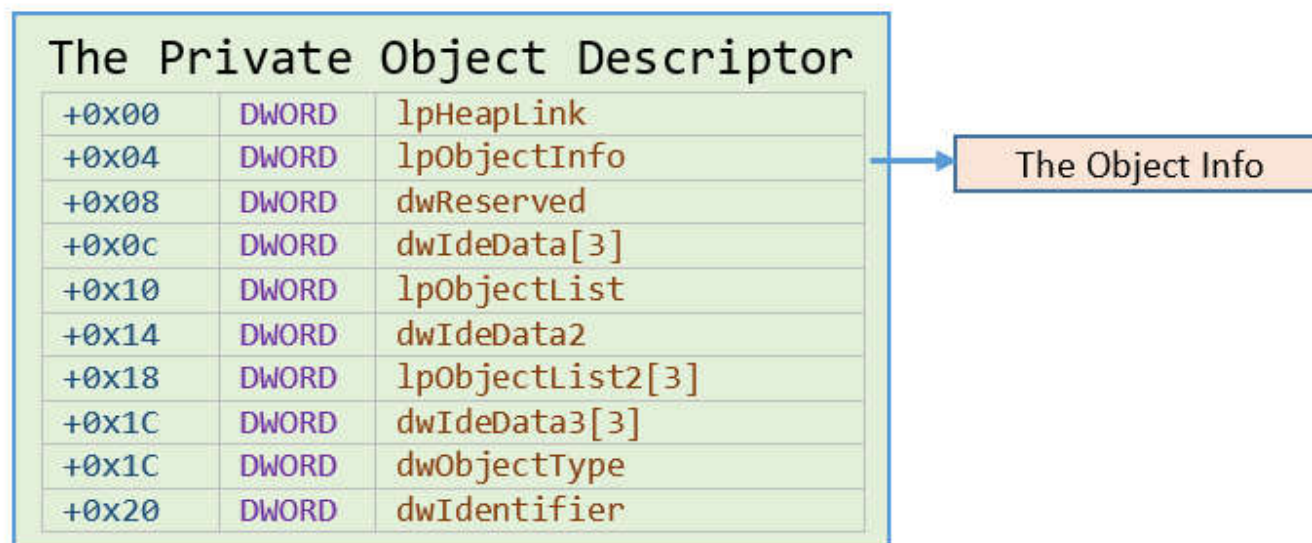 The Private Object Descriptor
+0x00 DWORD lpHeapLink
+0x04 DWORD lpObjectInfo
The Object Info
+0x08 DWORD dwReserved
+0x0c DWORD dwIdeData[3]
+0x10 DWORD lpObjectList
+0x14 DWORD dwIdeData2
+0x18 DWORD lpObjectList2[3]
+0x1C DWORD dwIdeData3[3]
+0x1C DWORD dwObjectType
+0x20 DWORD dwIdentifier